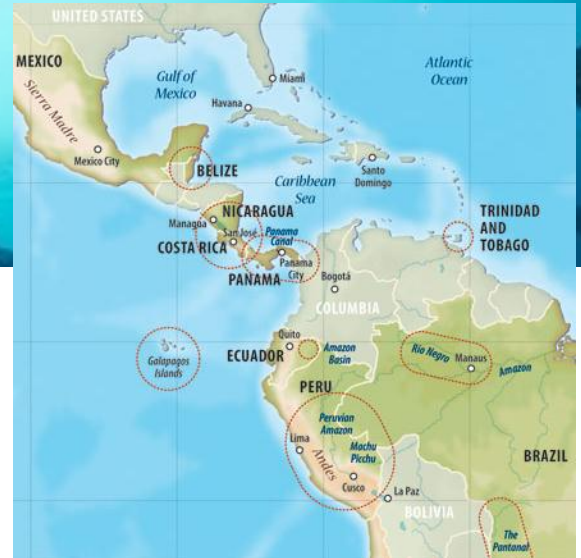 UNITED STATES
MEXICO
Gulf of
Mexico
Atlantic
Ocean
Miami
Sierra Madre
Havana
Mexico City
Santo
Domingo
BELIZE
Caribbean
Sea
NICARAGUA
Managua
San José
Panama
Canal
TRINIDAD
AND
TOBAGO
COSTA RICA
Panama
City
PANAMA
Bogotá
COLUMBIA
Quito
ECUADOR
Amazon
Basin
Galapagos
Islands
Rio Negro
Manaus
Amazon
PERU
Peruvian
Amazon
Lima
Andes
Machu
Picchu
Cusco
La Paz
BRAZIL
BOLIVIA
The
Pantanal